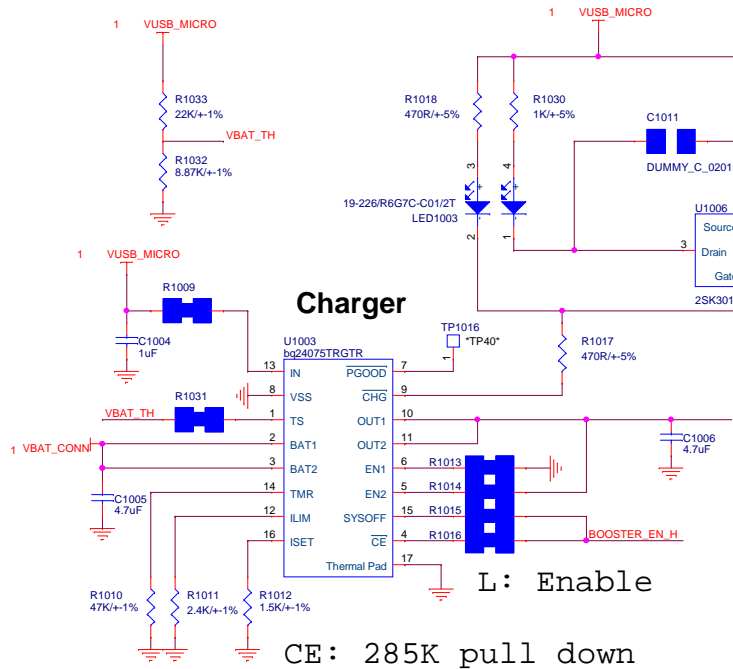 1 VUSB_MICRO
R1033
22K/+-1%
VBAT_TH
R1032
8.87K/+-1%
1 VUSB_MICRO
R1018
470R/+-5%
R1030
1K/+-5%
C1011
DUMMY_C_0201
3
4
19-226/R6G7C-C01/2T
LED1003
+
+
-
-
2
1
U1006
3
Source
Drain
Gate
2SK301
1 VUSB_MICRO
R1009
C1004
1uF
Charger
U1003
bq24075TRGTR
TP1016
*TP40*
1
R1017
470R/+-5%
13 IN
PGOOD 7
8 VSS
CHG 9
R1031
VBAT_TH
1 TS
OUT1 10
1 VBAT_CONN
2 BAT1
OUT2 11
C1006
4.7uF
3 BAT2
EN1 6 R1013
C1005
4.7uF
14 TMR
EN2 5 R1014
12 ILIM
SYSOFF 15 R1015
16 ISET
CE 4 R1016
BOOSTER_EN_H
Thermal Pad 17
R1010
47K/+-1%
R1011
2.4K/+-1%
R1012
1.5K/+-1%
L: Enable
CE: 285K pull down